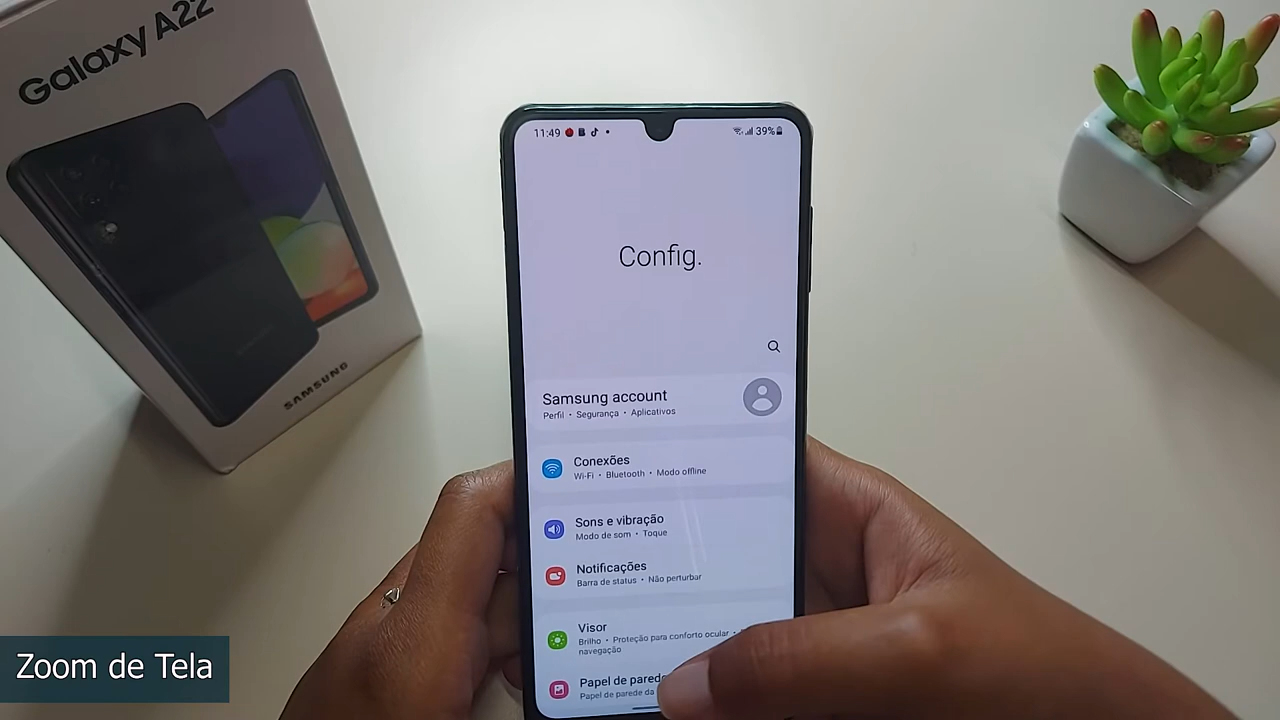 Galaxy A22
SAMSUNG
11:49
39%
Config.
Samsung account
Perfil • Segurança • Aplicativos
Conexões
Wi-Fi • Bluetooth • Modo offline
Sons e vibração
Modo de som • Toque
Notificações
Barra de status • Não perturbar
Visor
Brilho • Proteção para conforto ocular •
navegação
Papel de parede
Papel de parede da
Zoom de Tela